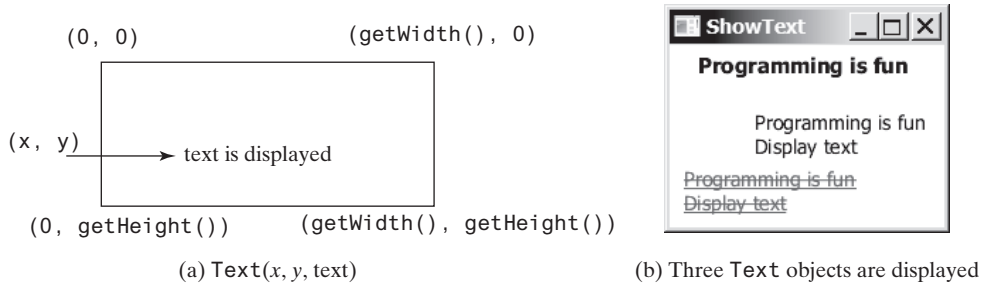 (0, 0)
(getWidth(), 0)
(x, y)
text is displayed
(0, getHeight())
(getWidth(), getHeight())
(a) Text(x, y, text)
ShowText
Programming is fun
Programming is fun
Display text
Programming is fun
Display text
(b) Three Text objects are displayed